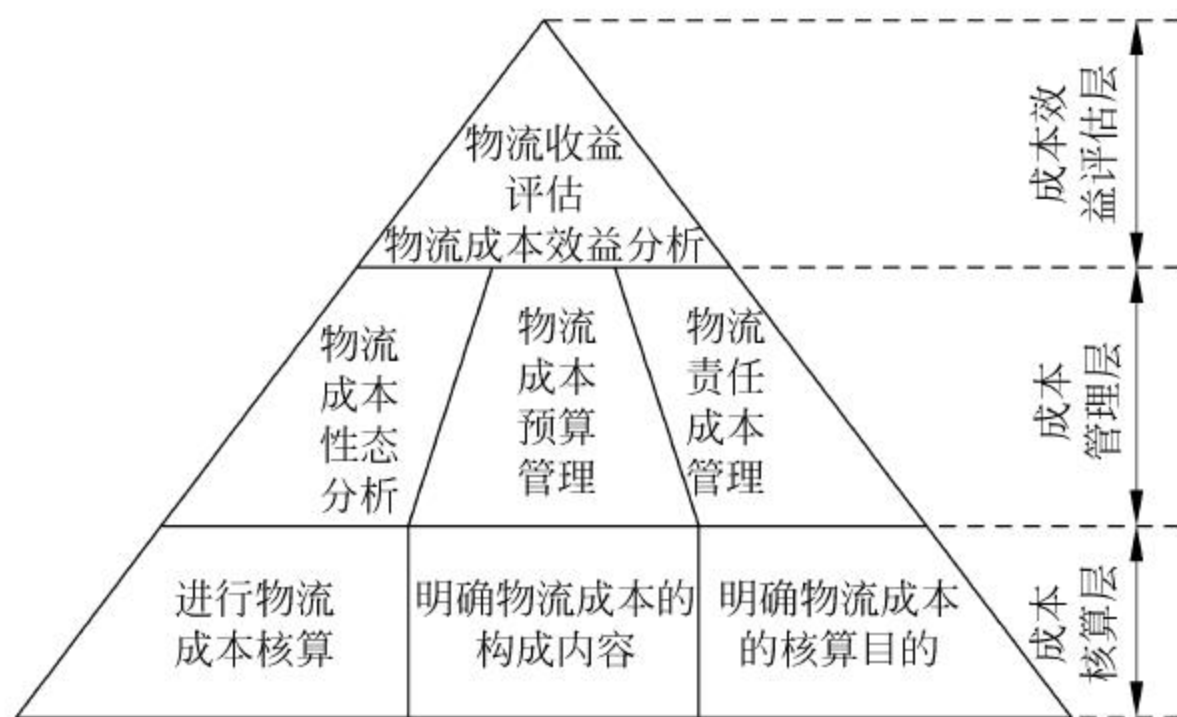 物流收益
评估
物流成本效益分析
成本效
益评估层
物流
成本
性态
分析
物流
成本
预算
管理
物流
责任
成本
管理
成本
管理层
进行物流
成本核算
明确物流成本的
构成内容
明确物流成本
的核算目的
成本
核算层